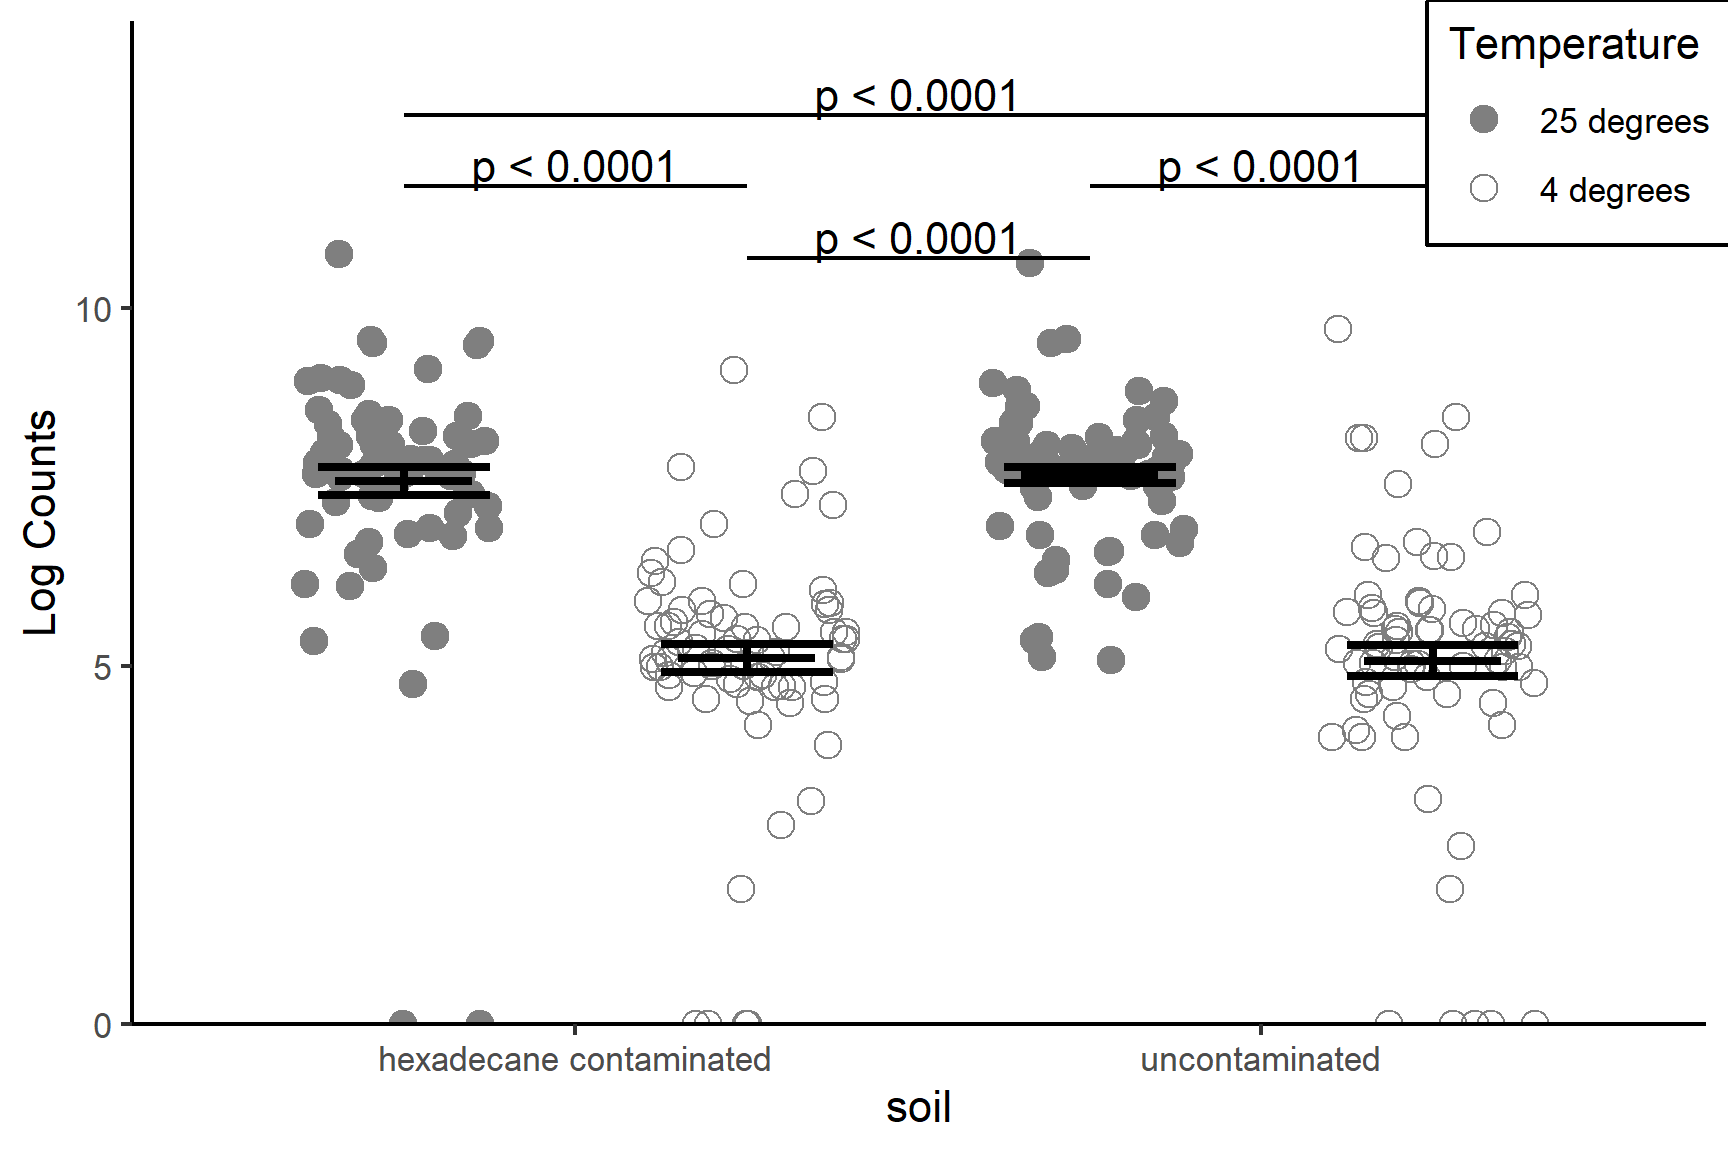 Temperature
25 degrees
4 degrees
p < 0.0001
p < 0.0001
p < 0.0001
p < 0.0001
Log Counts
10
5
0
hexadecane contaminated
uncontaminated
soil